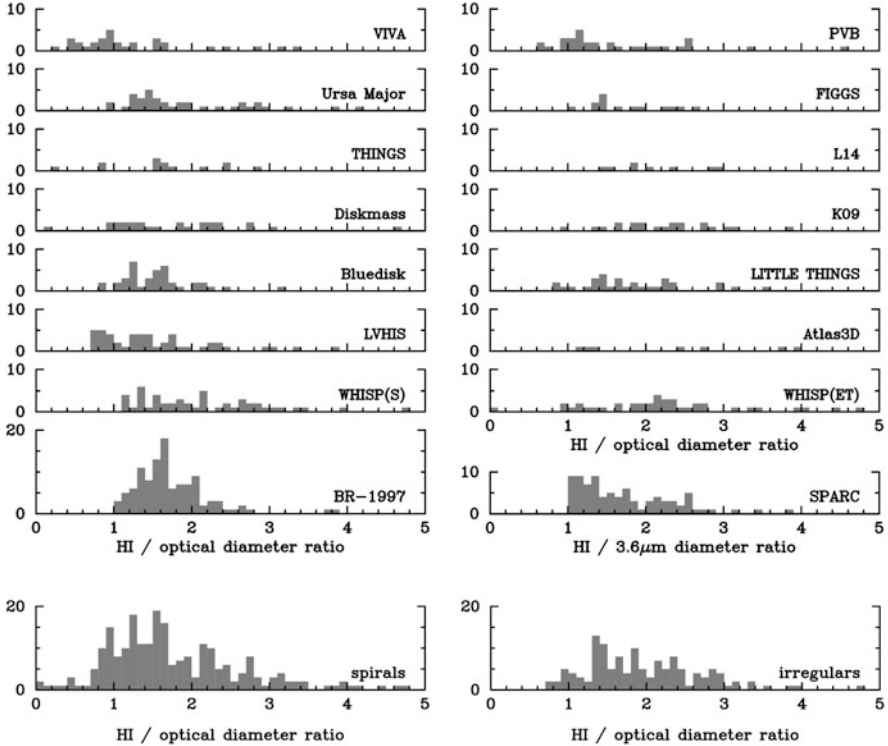 10
5
0
VIVA
10
5
0
PVB
10
0
Ursa Major
10
0
FIGGS
10
0
THINGS
10
0
L14
10
0
Diskmass
10
0
K09
10
0
Bluedisk
10
0
LITTLE THINGS
10
0
LVHIS
10
0
Atlas3D
10
0
WHISP(S)
10
5
0
WHISP(ET)
0 1 2 3 4 5
HI / optical diameter ratio
20
10
0
BR-1997
0 1 2 3 4 5
HI / optical diameter ratio
10
5
0
SPARC
0 1 2 3 4 5
HI / 3.6μm diameter ratio
20
0
spirals
0 1 2 3 4 5
HI / optical diameter ratio
20
0
irregulars
0 1 2 3 4 5
HI / optical diameter ratio